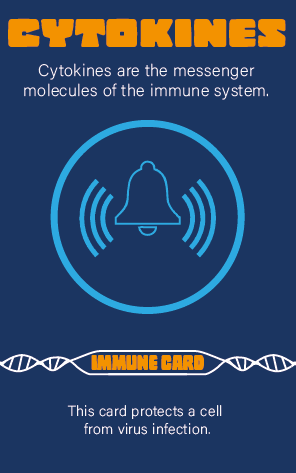 CYTOKINES
Cytokines are the messenger
molecules of the immune system.
IMMUNE CARD
This card protects a cell
from virus infection.